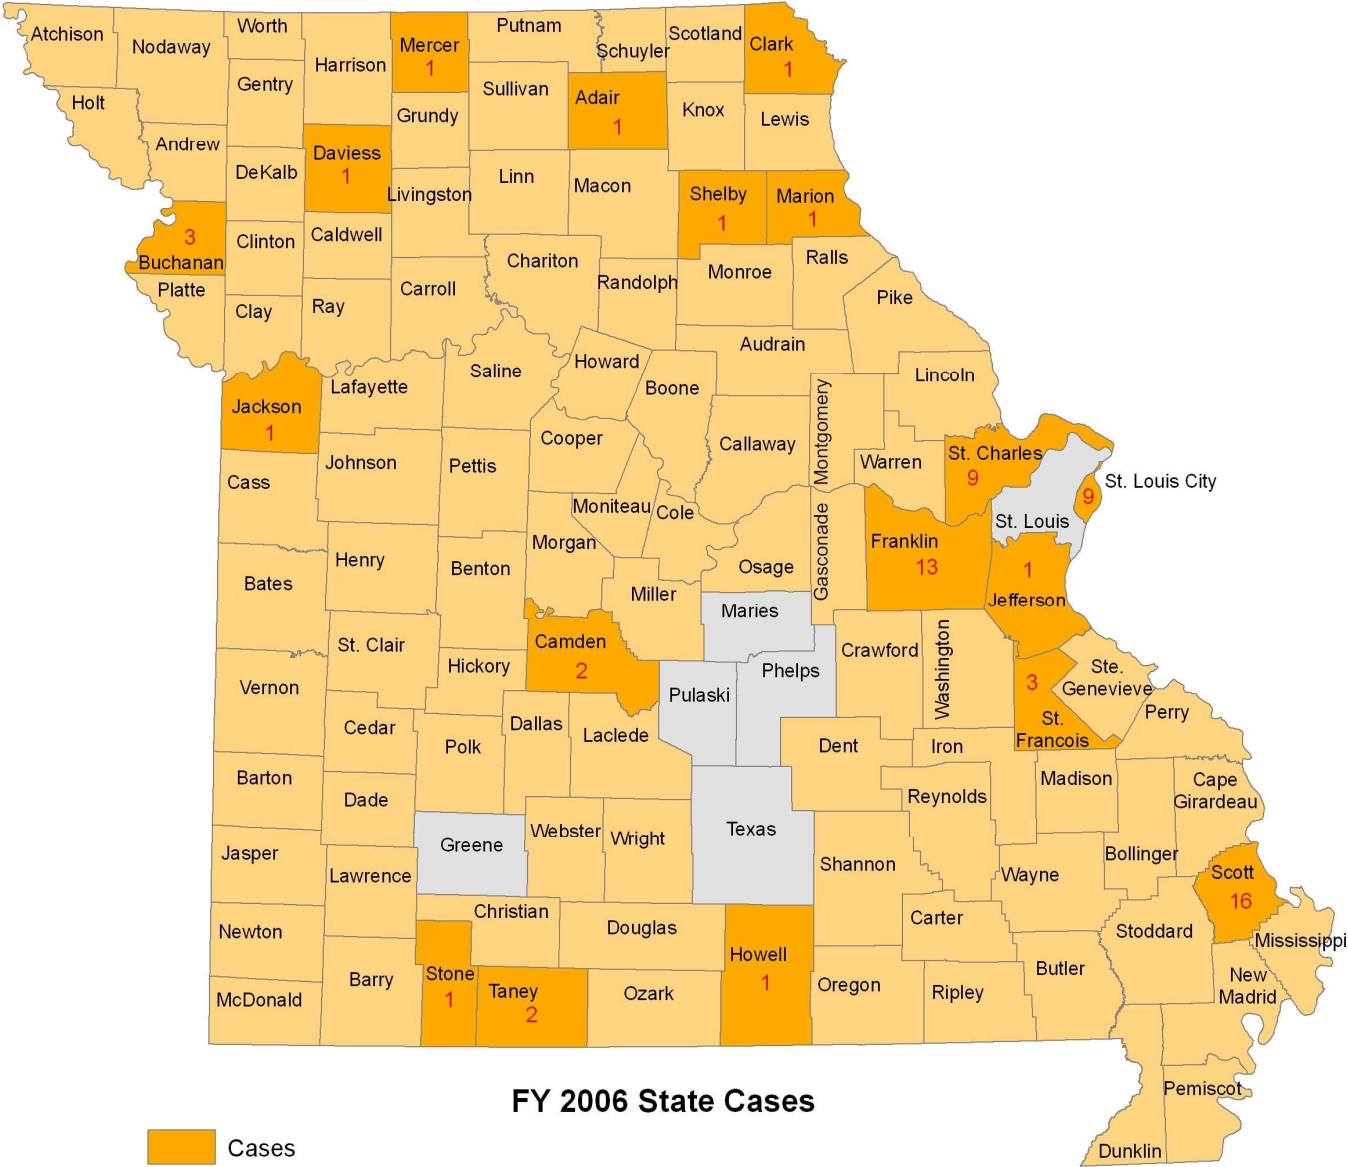 Atchison
Nodaway
Worth
Harrison
Mercer
1
Putnam
Schuyler
Scotland
Clark
1
Holt
Gentry
Grundy
Sullivan
Adair
1
Knox
Lewis
Andrew
DeKalb
Daviess
1
Livingston
Linn
Macon
Shelby
1
Marion
1
3
Buchanan
Clinton
Caldwell
Chariton
Randolph
Monroe
Ralls
Platte
Clay
Ray
Carroll
Pike
Audrain
Jackson
1
Lafayette
Saline
Howard
Boone
Callaway
Montgomery
Lincoln
Warren
St. Charles
9
Cass
Johnson
Pettis
Cooper
Moniteau
Cole
St. Louis
9
St. Louis City
Bates
Henry
Benton
Morgan
Miller
Osage
Gasconade
Franklin
13
1
Jefferson
Maries
St. Clair
Hickory
Camden
2
Pulaski
Phelps
Crawford
Washington
3
St.
Francois
Ste.
Genevieve
Perry
Vernon
Cedar
Polk
Dallas
Laclede
Dent
Iron
Madison
Cape
Girardeau
Barton
Dade
Greene
Webster
Wright
Texas
Reynolds
Bollinger
Jasper
Lawrence
Shannon
Wayne
Scott
16
Newton
Christian
Douglas
Howell
1
Carter
Stoddard
Mississippi
McDonald
Barry
Stone
1
Taney
2
Ozark
Oregon
Ripley
Butler
New
Madrid
Pemiscot
Dunklin
FY 2006 State Cases
Cases